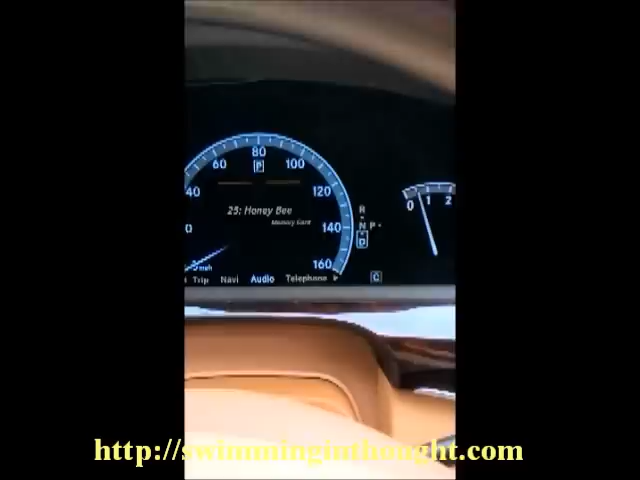 80
60 P 100
40 120
25: Honey Bee
Memory Card
0 140
160
mph
Trip Navi Audio Telephone
R
N P
D
C
0 1 2
http://swimminginthought.com